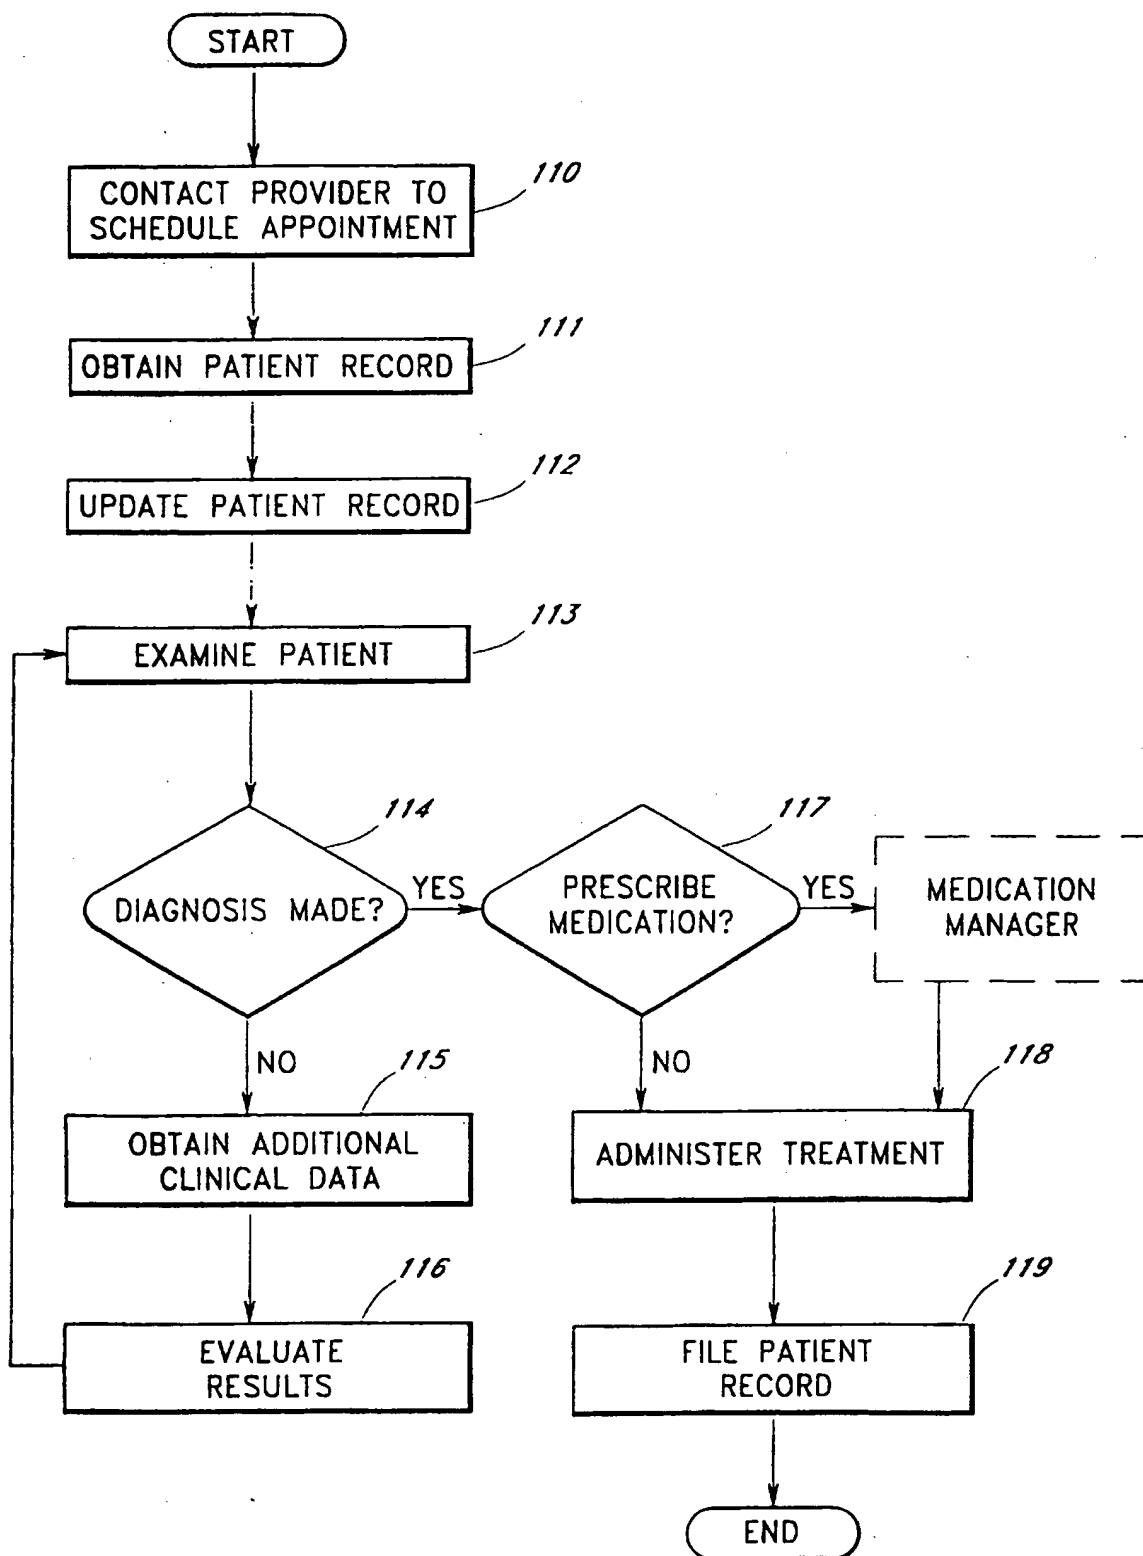 START
110
CONTACT PROVIDER TO
SCHEDULE APPOINTMENT
111
OBTAIN PATIENT RECORD
112
UPDATE PATIENT RECORD
113
EXAMINE PATIENT
114
DIAGNOSIS MADE?
YES
117
PRESCRIBE
MEDICATION?
YES
MEDICATION
MANAGER
NO
115
OBTAIN ADDITIONAL
CLINICAL DATA
NO
118
ADMINISTER TREATMENT
116
EVALUATE
RESULTS
119
FILE PATIENT
RECORD
END